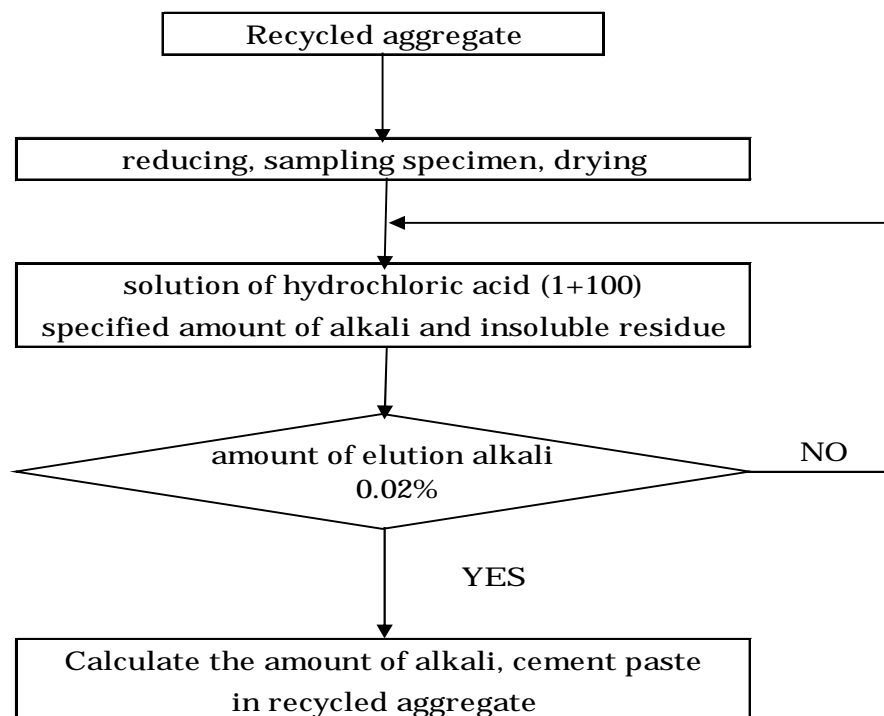 Recycled aggregate
reducing, sampling specimen, drying
solution of hydrochloric acid (1+100)
specified amount of alkali and insoluble residue
amount of elution alkali
0.02%
NO
YES
Calculate the amount of alkali, cement paste
in recycled aggregate